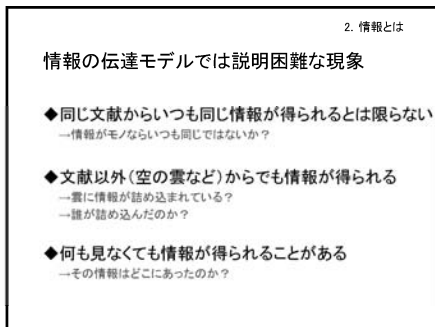 2. 情報とは
情報の伝達モデルでは説明困難な現象
◆同じ文献からいつも同じ情報が得られるとは限らない
→情報がモノならいつも同じではないか？
◆文献以外（空の雲など）からでも情報が得られる
→雲に情報が詰め込まれている？
→誰が詰め込んだのか？
◆何も見なくても情報が得られることがある
→その情報はどこにあったのか？